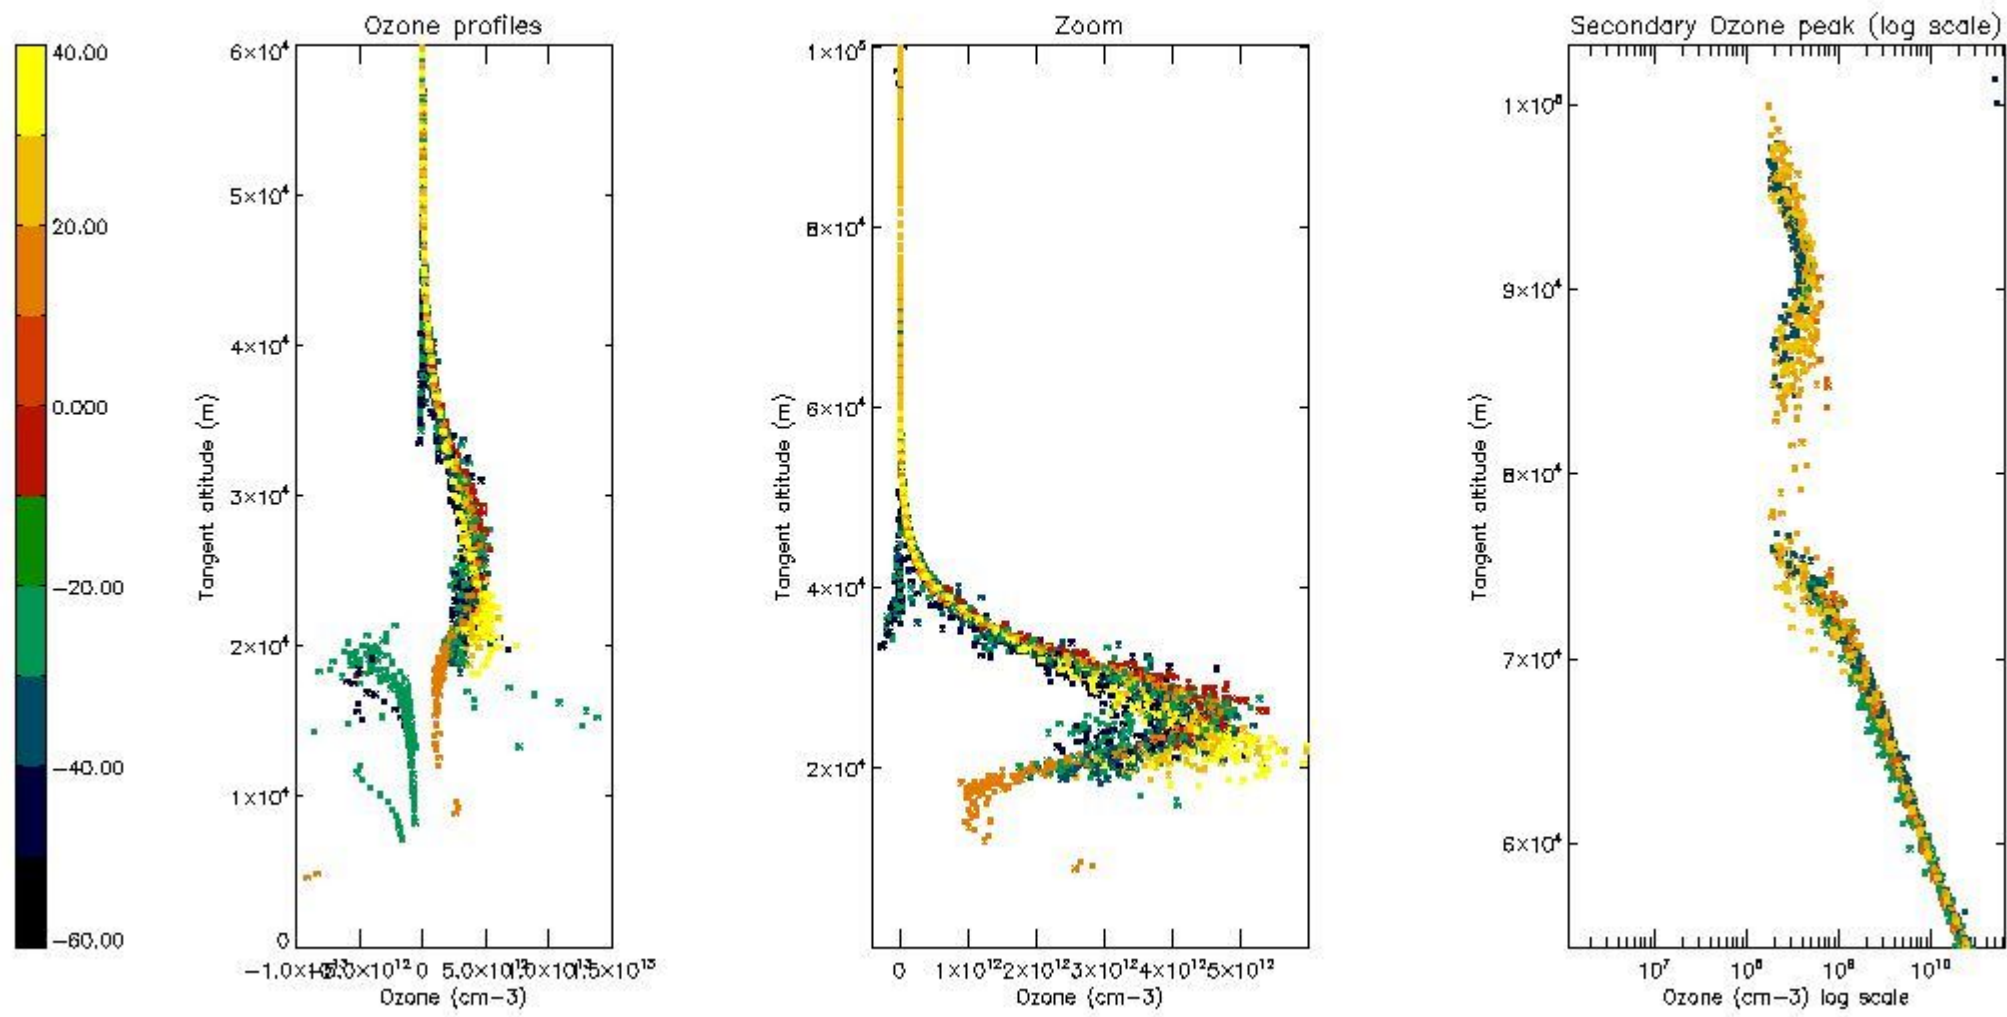 Ozone profiles
Zoom
Secondary Ozone peak (log scale)
40.00
20.00
0.000
−20.00
−40.00
−60.00
Tangent altitude (m)
6×10⁴
5×10⁴
4×10⁴
3×10⁴
2×10⁴
1×10⁴
0
0
5.0×10¹²
1.5×10¹³
Ozone (cm−3)
Tangent altitude (m)
1×10⁵
8×10⁴
6×10⁴
4×10⁴
2×10⁴
0 1×10¹² 2×10¹² 3×10¹² 4×10¹² 5×10¹²
Ozone (cm−3)
Tangent altitude (m)
9×10⁴
8×10⁴
7×10⁴
6×10⁴
10⁷ 10⁸ 10⁹ 10¹⁰
Ozone (cm−3) log scale